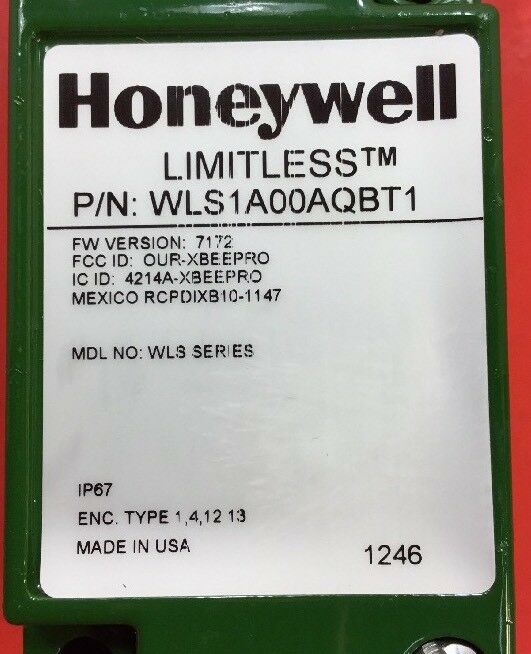 Honeywell
LIMITLESS™
P/N: WLS1A00AQBT1
FW VERSION: 7172
FCC ID: OUR-XBEEPRO
IC ID: 4214A-XBEEPRO
MEXICO RCPDIXB10-1147
MDL NO: WLS SERIES
IP67
ENC. TYPE 1,4,12 13
MADE IN USA
1246